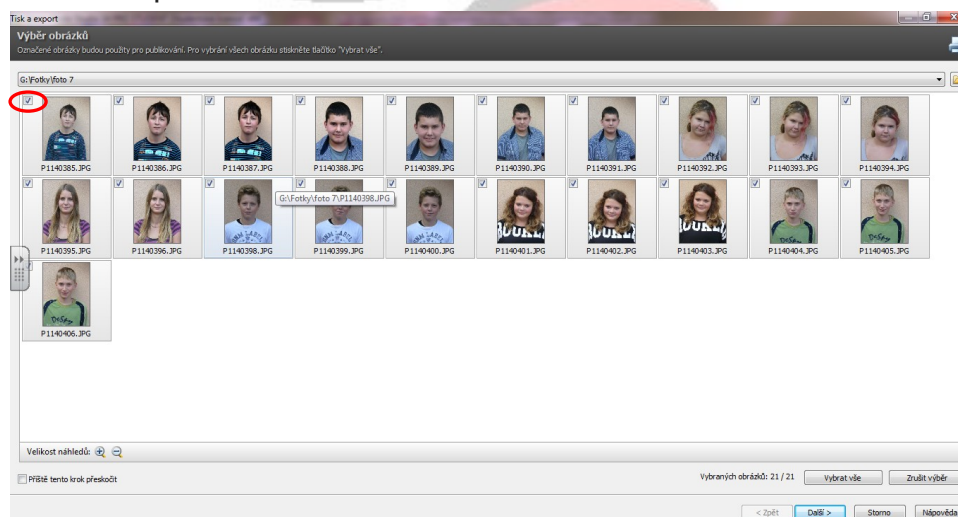 Tisk a export
Výběr obrázků
Označené obrázky budou použity pro publikování. Pro vybrání všech obrázku stiskněte tlačítko "Vybrat vše".
G:\Fotky\foto 7
P1140385.JPG P1140386.JPG P1140387.JPG P1140388.JPG P1140389.JPG P1140390.JPG P1140391.JPG P1140392.JPG P1140393.JPG P1140394.JPG
G:\Fotky\foto 7\P1140398.JPG
P1140395.JPG P1140396.JPG P1140398.JPG P1140399.JPG P1140400.JPG P1140401.JPG P1140402.JPG P1140403.JPG P1140404.JPG P1140405.JPG
P1140406.JPG
Velikost náhledů:
Příště tento krok přeskočit
Vybraných obrázků: 21 / 21 Vybrat vše Zrušit výběr
< Zpět Další > Storno Nápověda